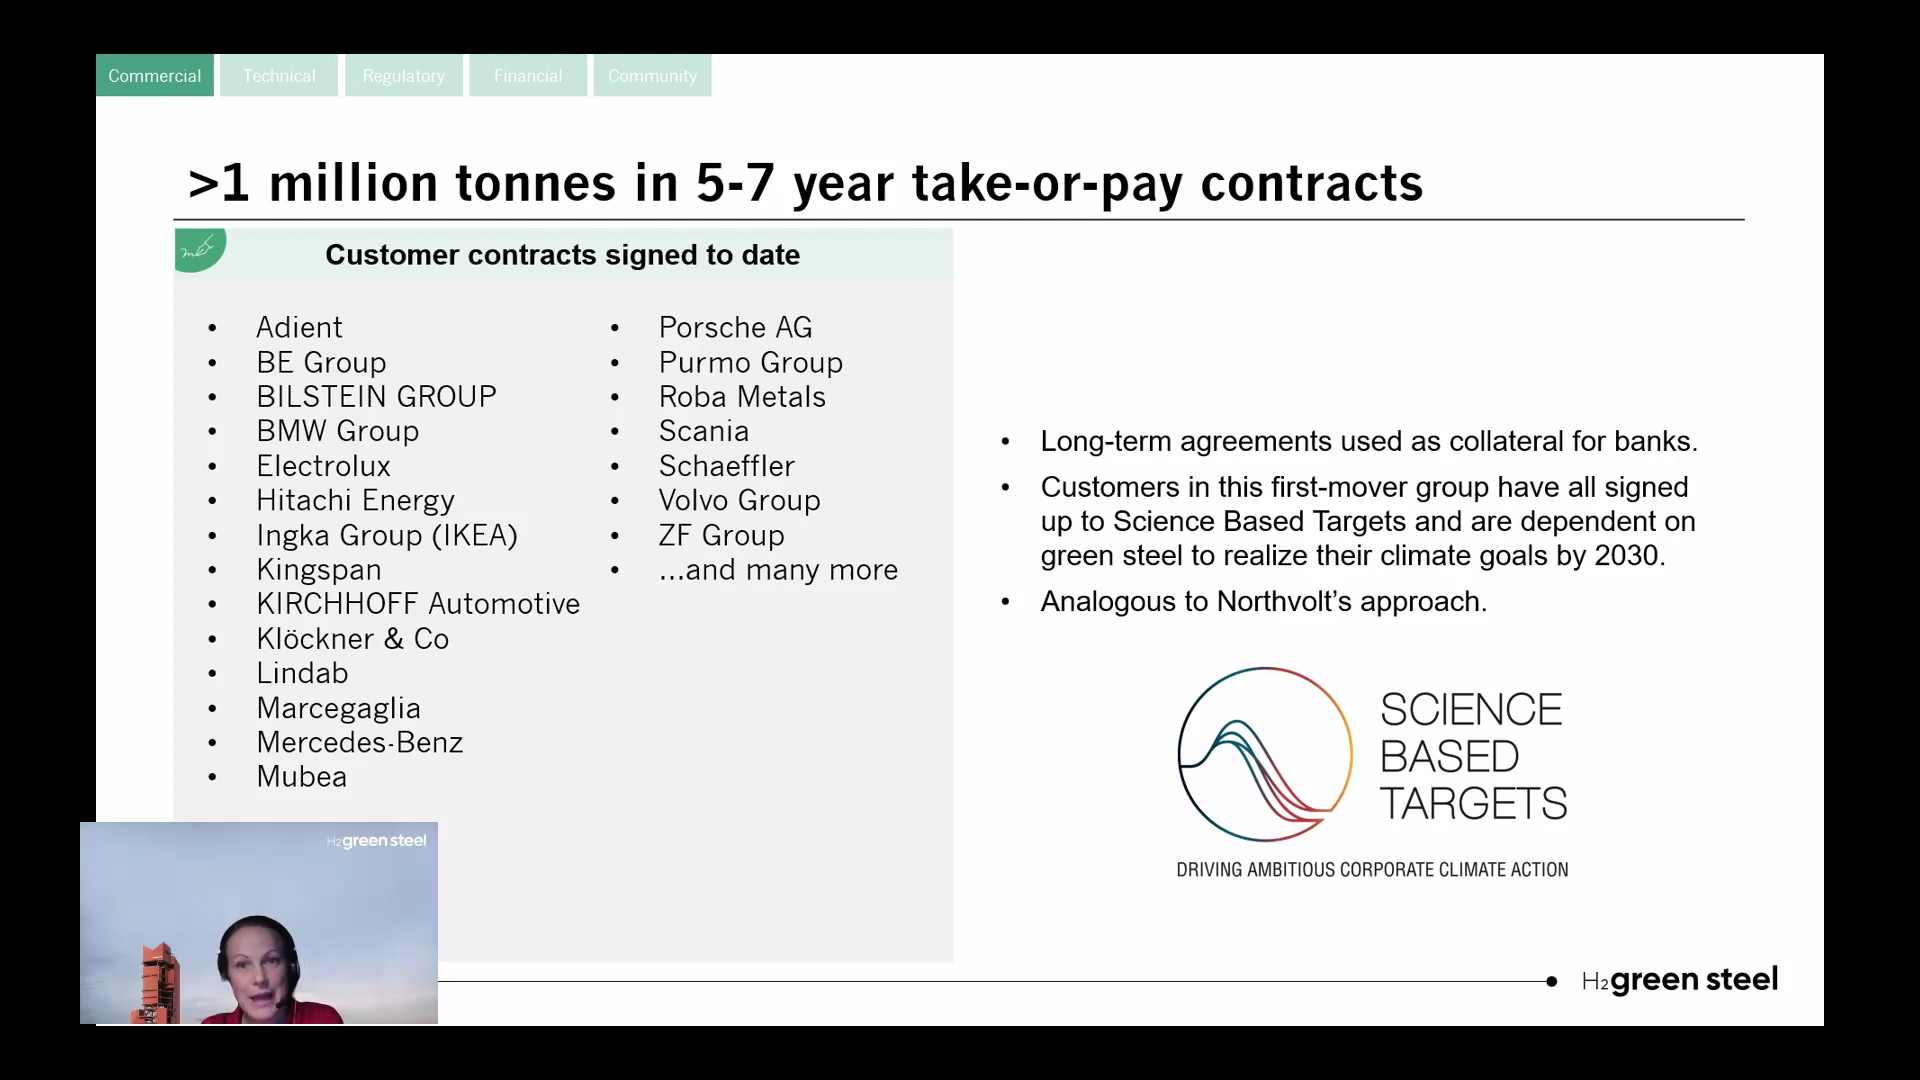 Commercial
Technical
Regulatory
Financial
Community
>1 million tonnes in 5-7 year take-or-pay contracts
Customer contracts signed to date
• Adient
• BE Group
• BILSTEIN GROUP
• BMW Group
• Electrolux
• Hitachi Energy
• Ingka Group (IKEA)
• Kingspan
• KIRCHHOFF Automotive
• Klöckner & Co
• Lindab
• Marcegaglia
• Mercedes-Benz
• Mubea
• Porsche AG
• Purmo Group
• Roba Metals
• Scania
• Schaeffler
• Volvo Group
• ZF Group
• ...and many more
• Long-term agreements used as collateral for banks.
• Customers in this first-mover group have all signed
up to Science Based Targets and are dependent on
green steel to realize their climate goals by 2030.
• Analogous to Northvolt’s approach.
SCIENCE
BASED
TARGETS
DRIVING AMBITIOUS CORPORATE CLIMATE ACTION
H2green steel
H2green steel